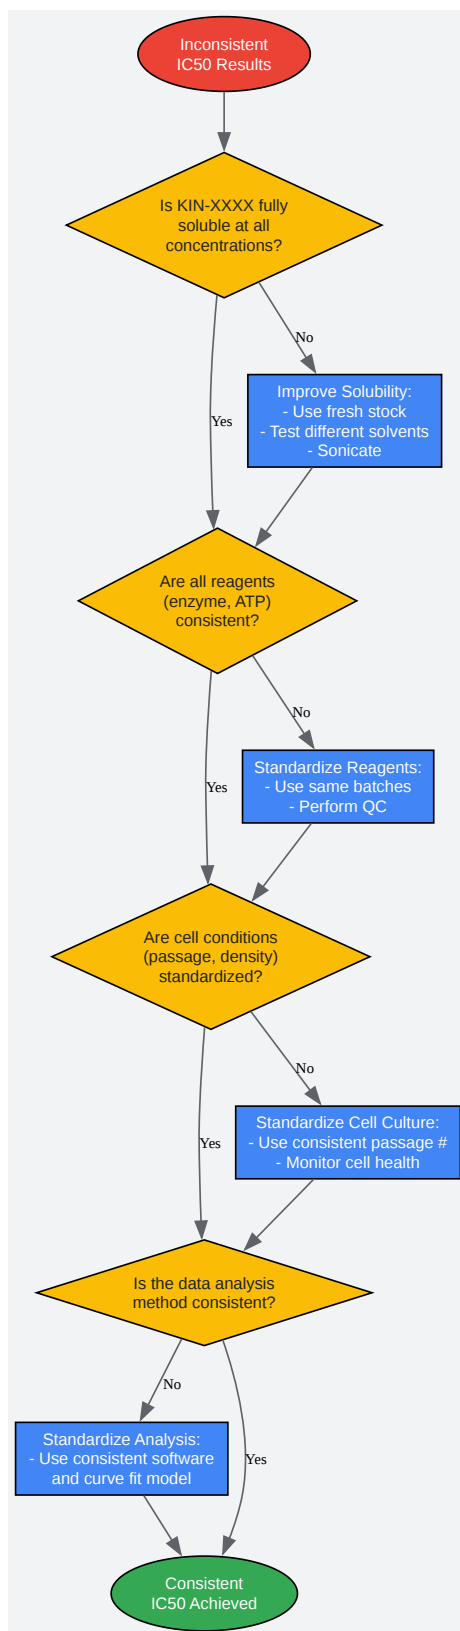 Inconsistent
IC50 Results
Is KIN-XXXX fully
soluble at all
concentrations?
No
Improve Solubility:
- Use fresh stock
- Test different solvents
- Sonicate
Yes
Are all reagents
(enzyme, ATP)
consistent?
No
Standardize Reagents:
- Use same batches
- Perform QC
Yes
Are cell conditions
(passage, density)
standardized?
No
Standardize Cell Culture:
- Use consistent passage #
- Monitor cell health
Yes
Is the data analysis
method consistent?
No
Standardize Analysis:
- Use consistent software
and curve fit model
Yes
Consistent
IC50 Achieved